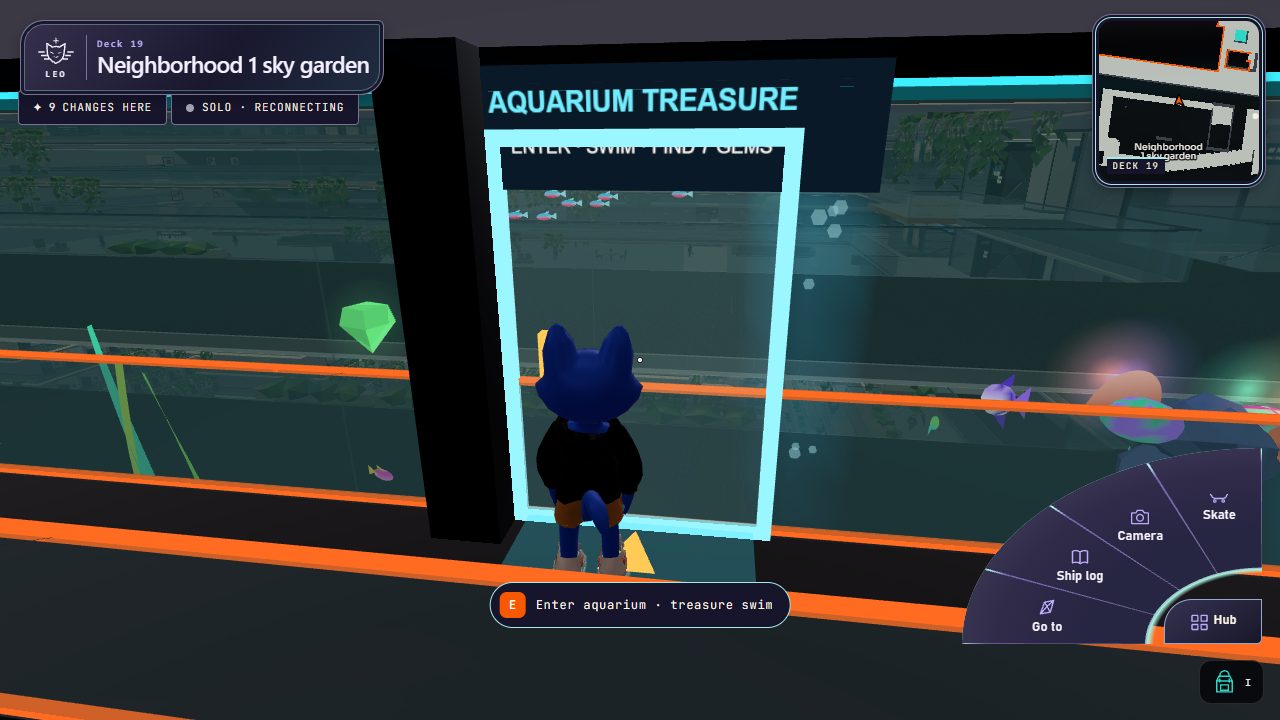 Deck 19
Neighborhood 1 sky garden
LEO
9 CHANGES HERE
SOLO · RECONNECTING
AQUARIUM TREASURE
ENTER · SWIM · FIND 7 GEMS
Neighborhood
1 sky garden
DECK 19
Skate
Camera
Ship log
Go to
Hub
E Enter aquarium · treasure swim
I